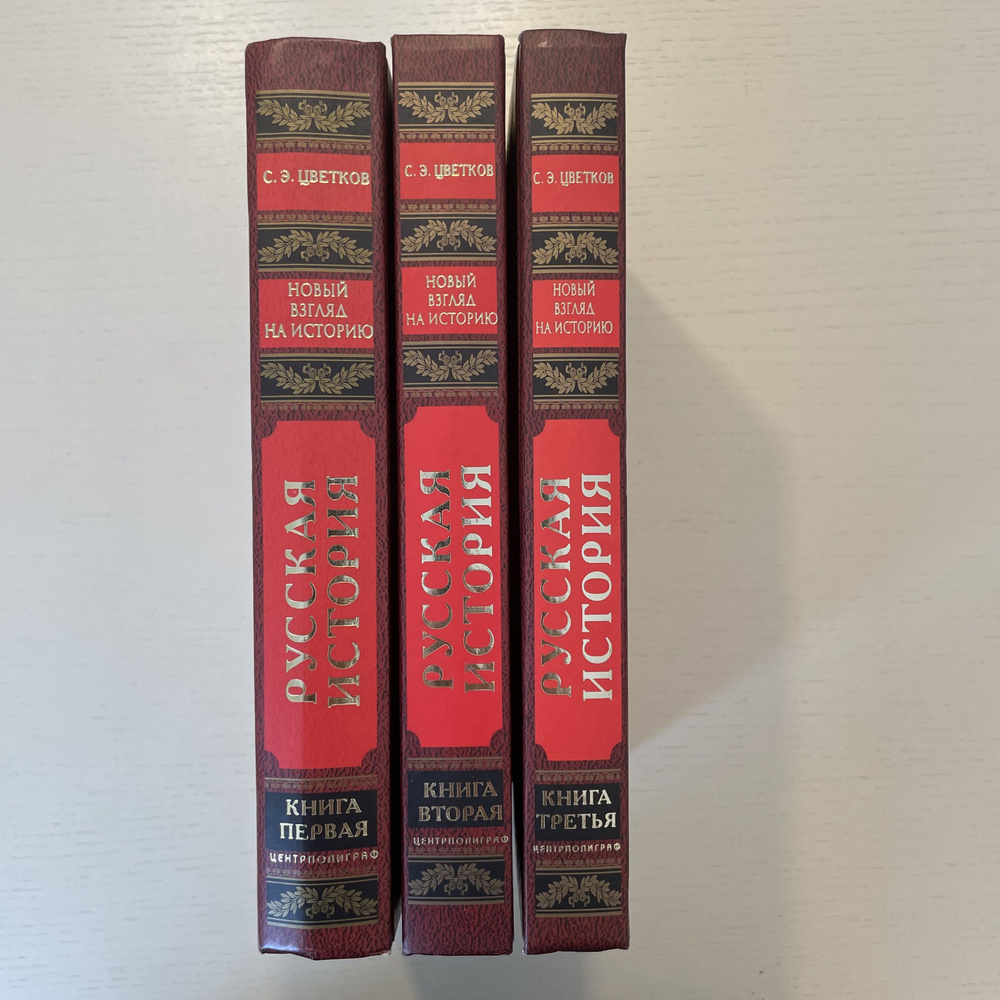 С. Э. ЦВЕТКОВ
НОВЫЙ
ВЗГЛЯД
НА ИСТОРИЮ
РУССКАЯ
ИСТОРИЯ
КНИГА
ПЕРВАЯ
ЦЕНТРПОЛИГРАФ
С. Э. ЦВЕТКОВ
НОВЫЙ
ВЗГЛЯД
НА ИСТОРИЮ
РУССКАЯ
ИСТОРИЯ
КНИГА
ВТОРАЯ
ЦЕНТРПОЛИГРАФ
С. Э. ЦВЕТКОВ
НОВЫЙ
ВЗГЛЯД
НА ИСТОРИЮ
РУССКАЯ
ИСТОРИЯ
КНИГА
ТРЕТЬЯ
ЦЕНТРПОЛИГРАФ